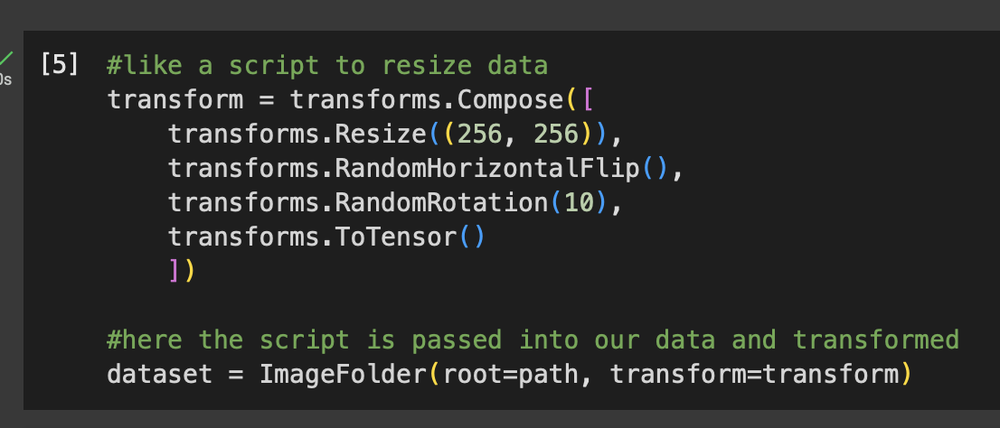 [5] #like a script to resize data
transform = transforms.Compose([
    transforms.Resize((256, 256)),
    transforms.RandomHorizontalFlip(),
    transforms.RandomRotation(10),
    transforms.ToTensor()
    ])

#here the script is passed into our data and transformed
dataset = ImageFolder(root=path, transform=transform)